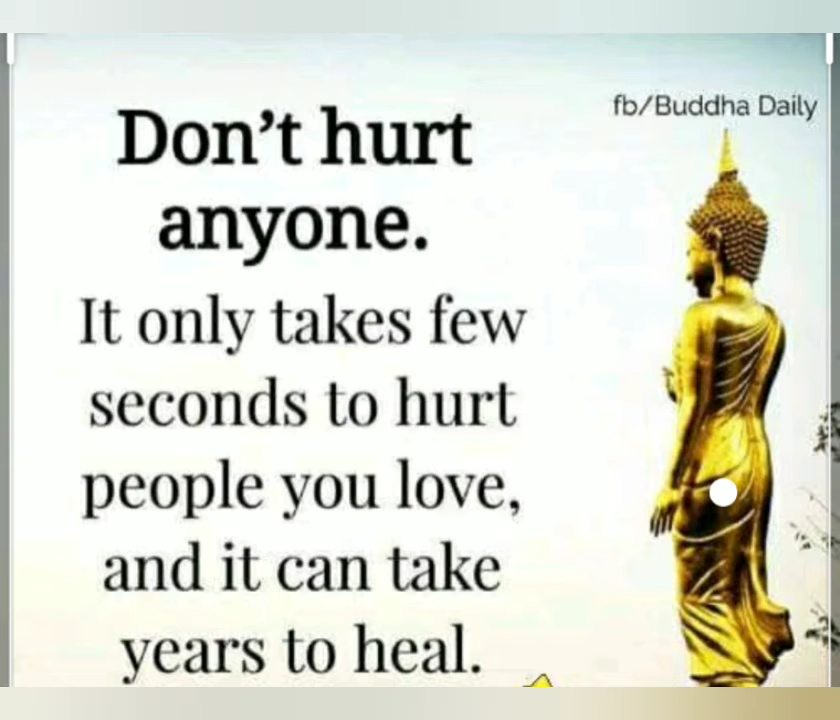 fb/Buddha Daily
Don't hurt
anyone.
It only takes few
seconds to hurt
people you love,
and it can take
years to heal.